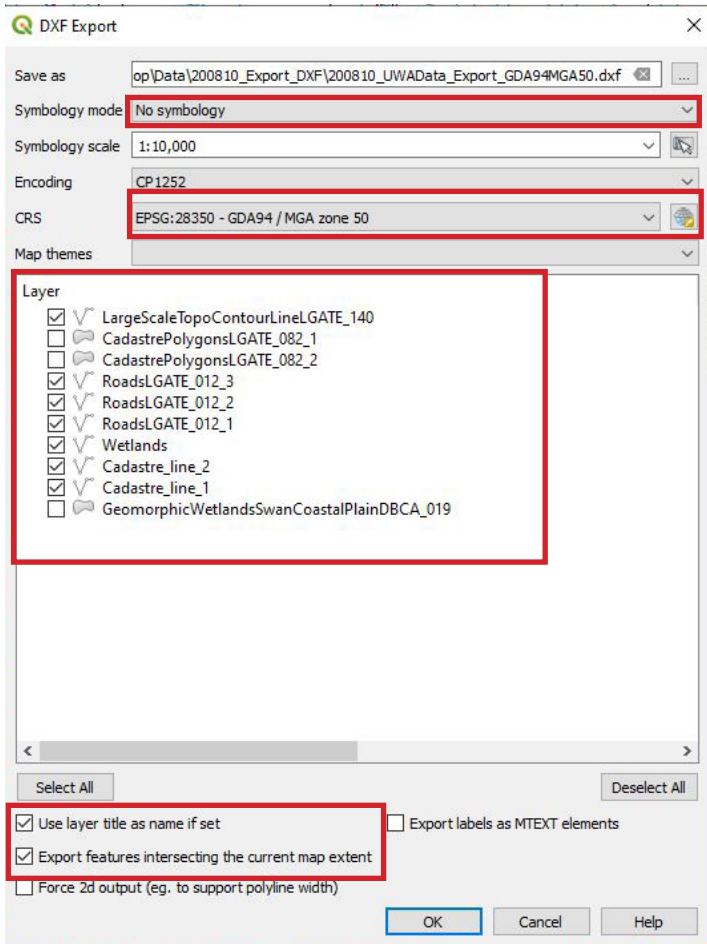 DXF Export
Save as op\Data\200810_Export_DXF\200810_UWAData_Export_GDA94MGA50.dxf ...
Symbology mode No symbology
Symbology scale 1:10,000
Encoding CP1252
CRS EPSG:28350 - GDA94 / MGA zone 50
Map themes
Layer
LargeScaleTopoContourLineLGATE_140
CadastrePolygonsLGATE_082_1
CadastrePolygonsLGATE_082_2
RoadsLGATE_012_3
RoadsLGATE_012_2
RoadsLGATE_012_1
Wetlands
Cadastre_line_2
Cadastre_line_1
GeomorphicWetlandsSwanCoastalPlainDBCA_019
Select All Deselect All
Use layer title as name if set Export labels as MTEXT elements
Export features intersecting the current map extent
Force 2d output (eg. to support polyline width)
OK Cancel Help